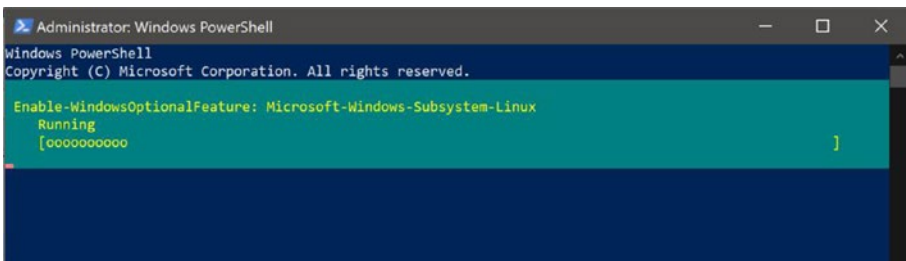 Administrator: Windows PowerShell
Windows PowerShell
Copyright (C) Microsoft Corporation. All rights reserved.
Enable-WindowsOptionalFeature: Microsoft-Windows-Subsystem-Linux
Running
[oooooooooo ]